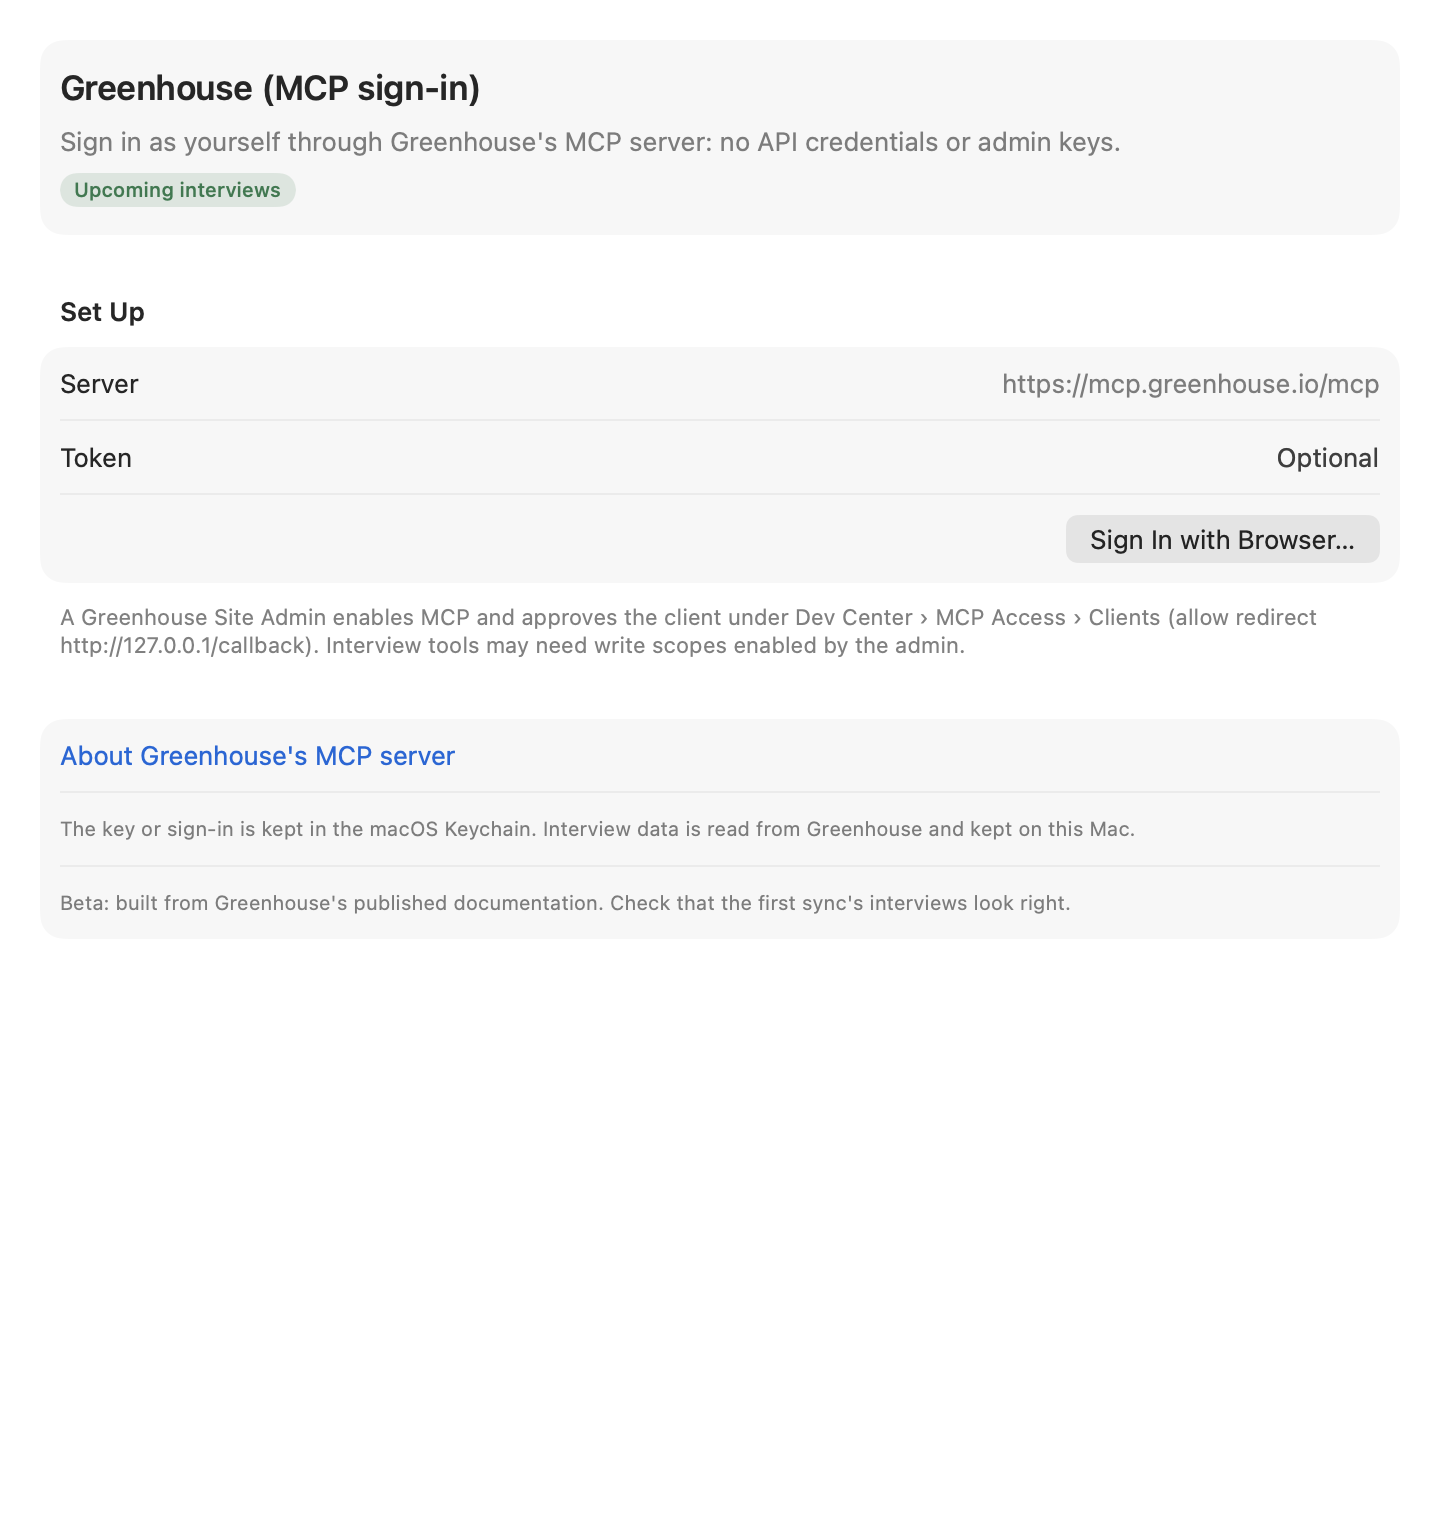 Greenhouse (MCP sign-in)
Sign in as yourself through Greenhouse's MCP server: no API credentials or admin keys.
Upcoming interviews
Set Up
Server
https://mcp.greenhouse.io/mcp
Token
Optional
Sign In with Browser...
A Greenhouse Site Admin enables MCP and approves the client under Dev Center › MCP Access › Clients (allow redirect
http://127.0.0.1/callback). Interview tools may need write scopes enabled by the admin.
About Greenhouse's MCP server
The key or sign-in is kept in the macOS Keychain. Interview data is read from Greenhouse and kept on this Mac.
Beta: built from Greenhouse's published documentation. Check that the first sync's interviews look right.